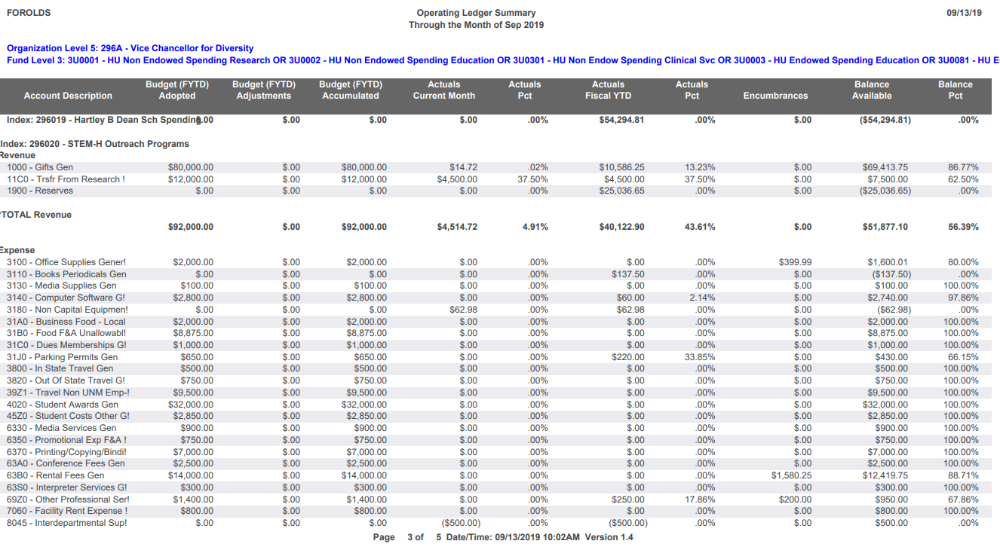 FOROLDS Operating Ledger Summary 09/13/19
Through the Month of Sep 2019
Organization Level 5: 296A - Vice Chancellor for Diversity
Fund Level 3: 3U0001 - HU Non Endowed Spending Research OR 3U0002 - HU Non Endowed Spending Education OR 3U0301 - HU Non Endow Spending Clinical Svc OR 3U0003 - HU Endowed Spending Education OR 3U0081 - HU E
Budget (FYTD) Budget (FYTD) Budget (FYTD) Actuals Actuals Actuals Actuals Balance Balance
Account Description Adopted Adjustments Accumulated Current Month Pct Fiscal YTD Pct Encumbrances Available Pct
Index: 296019 - Hartley B Dean Sch Spending $.00 $.00 $.00 $.00 .00% $54,294.81 .00% $.00 ($54,294.81) .00%
Index: 296020 - STEM-H Outreach Programs
Revenue
1000 - Gifts Gen $80,000.00 $.00 $80,000.00 $14.72 .02% $10,586.25 13.23% $.00 $69,413.75 86.77%
11C0 - Trsfr From Research ! $12,000.00 $.00 $12,000.00 $4,500.00 37.50% $4,500.00 37.50% $.00 $7,500.00 62.50%
1900 - Reserves $.00 $.00 $.00 $.00 .00% $25,036.65 .00% $.00 ($25,036.65) .00%
TOTAL Revenue
$92,000.00 $.00 $92,000.00 $4,514.72 4.91% $40,122.90 43.61% $.00 $51,877.10 56.39%
Expense
3100 - Office Supplies Gener! $2,000.00 $.00 $2,000.00 $.00 .00% $.00 .00% $399.99 $1,600.01 80.00%
3110 - Books Periodicals Gen $.00 $.00 $.00 $.00 .00% $137.50 .00% $.00 ($137.50) .00%
3130 - Media Supplies Gen $100.00 $.00 $100.00 $.00 .00% $.00 .00% $.00 $100.00 100.00%
3140 - Computer Software G! $2,800.00 $.00 $2,800.00 $.00 .00% $60.00 2.14% $.00 $2,740.00 97.86%
3180 - Non Capital Equipmen! $.00 $.00 $.00 $62.98 .00% $62.98 .00% $.00 ($62.98) .00%
31A0 - Business Food - Local $2,000.00 $.00 $2,000.00 $.00 .00% $.00 .00% $.00 $2,000.00 100.00%
31B0 - Food F&A Unallowabl! $8,875.00 $.00 $8,875.00 $.00 .00% $.00 .00% $.00 $8,875.00 100.00%
31C0 - Dues Memberships G! $1,000.00 $.00 $1,000.00 $.00 .00% $.00 .00% $.00 $1,000.00 100.00%
31J0 - Parking Permits Gen $650.00 $.00 $650.00 $.00 .00% $220.00 33.85% $.00 $430.00 66.15%
3800 - In State Travel Gen $500.00 $.00 $500.00 $.00 .00% $.00 .00% $.00 $500.00 100.00%
3820 - Out Of State Travel G! $750.00 $.00 $750.00 $.00 .00% $.00 .00% $.00 $750.00 100.00%
39Z1 - Travel Non UNM Emp-! $9,500.00 $.00 $9,500.00 $.00 .00% $.00 .00% $.00 $9,500.00 100.00%
4020 - Student Awards Gen $32,000.00 $.00 $32,000.00 $.00 .00% $.00 .00% $.00 $32,000.00 100.00%
45Z0 - Student Costs Other G! $2,850.00 $.00 $2,850.00 $.00 .00% $.00 .00% $.00 $2,850.00 100.00%
6330 - Media Services Gen $900.00 $.00 $900.00 $.00 .00% $.00 .00% $.00 $900.00 100.00%
6350 - Promotional Exp F&A ! $750.00 $.00 $750.00 $.00 .00% $.00 .00% $.00 $750.00 100.00%
6370 - Printing/Copying/Bindi! $7,000.00 $.00 $7,000.00 $.00 .00% $.00 .00% $.00 $7,000.00 100.00%
63A0 - Conference Fees Gen $2,500.00 $.00 $2,500.00 $.00 .00% $.00 .00% $.00 $2,500.00 100.00%
63B0 - Rental Fees Gen $14,000.00 $.00 $14,000.00 $.00 .00% $.00 .00% $1,580.25 $12,419.75 88.71%
63S0 - Interpreter Services G! $300.00 $.00 $300.00 $.00 .00% $.00 .00% $.00 $300.00 100.00%
69Z0 - Other Professional Ser! $1,400.00 $.00 $1,400.00 $.00 .00% $250.00 17.86% $200.00 $950.00 67.86%
7060 - Facility Rent Expense ! $800.00 $.00 $800.00 $.00 .00% $.00 .00% $.00 $800.00 100.00%
8045 - Interdepartmental Sup! $.00 $.00 $.00 ($500.00) .00% ($500.00) .00% $.00 $500.00 .00%
Page 3 of 5 Date/Time: 09/13/2019 10:02AM Version 1.4